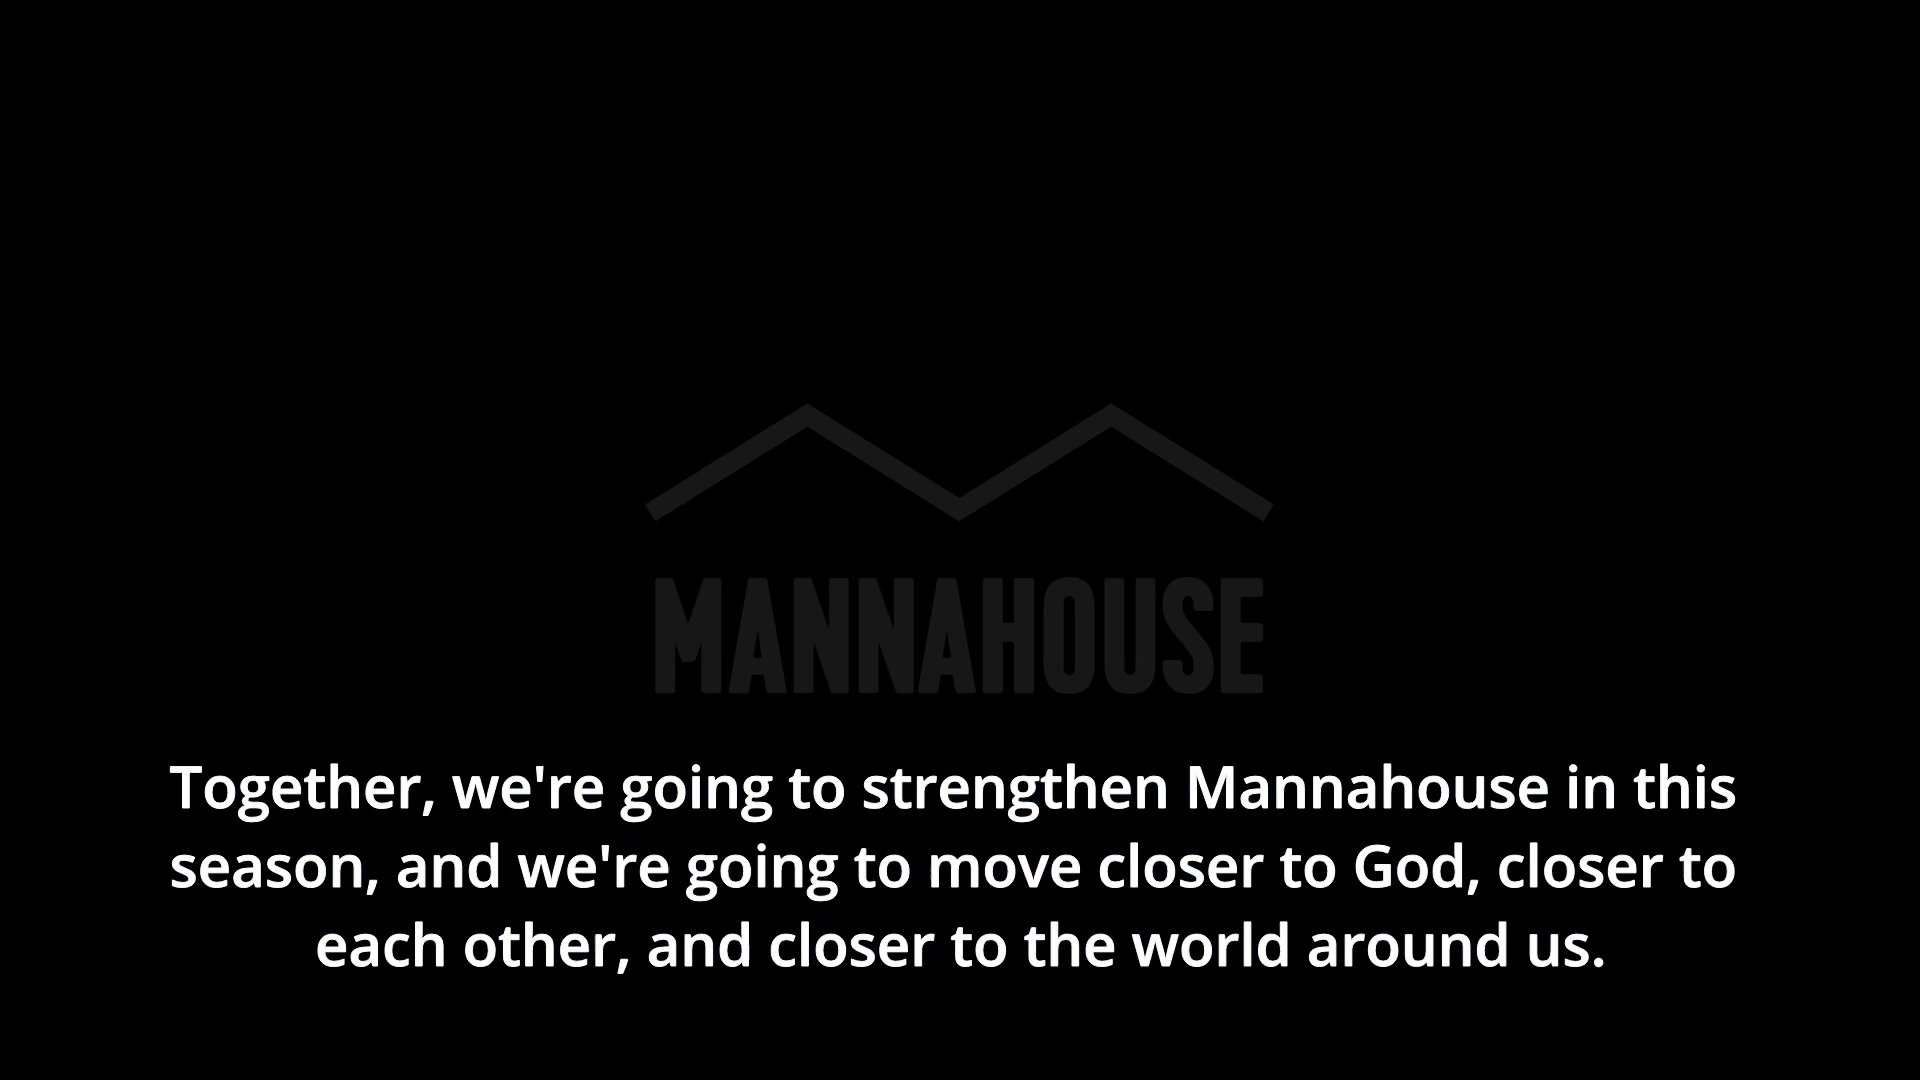 MANNAHOUSE
Together, we're going to strengthen Mannahouse in this
season, and we're going to move closer to God, closer to
each other, and closer to the world around us.